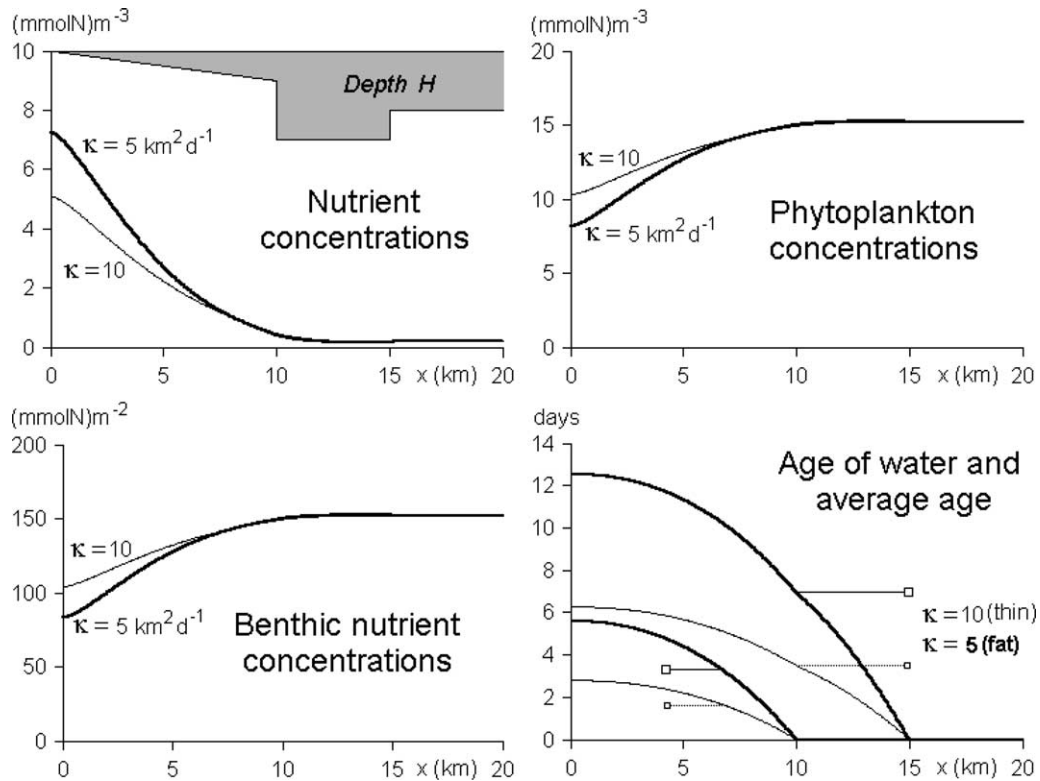 (mmolN)m⁻³
10
8
6
4
2
0
Depth H
κ = 5 km² d⁻¹
κ = 10
Nutrient
concentrations
0 5 10 15 x (km) 20
(mmolN)m⁻³
20
15
10
5
0
κ = 10
κ = 5 km² d⁻¹
Phytoplankton
concentrations
0 5 10 15 x (km) 20
(mmolN)m⁻²
200
150
100
50
0
κ = 10
κ = 5 km² d⁻¹
Benthic nutrient
concentrations
0 5 10 15 x (km) 20
days
14
12
10
8
6
4
2
0
Age of water and
average age
κ = 10 (thin)
κ = 5 (fat)
0 5 10 15 x (km) 20